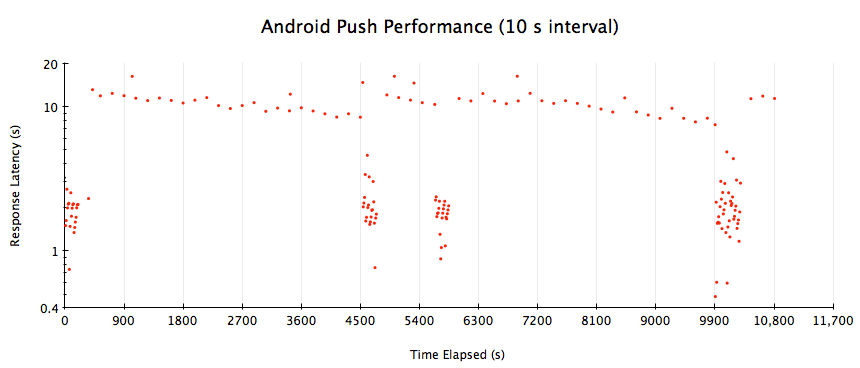 Android Push Performance (10 s interval)
20
10
1
0.4
Response Latency (s)
0 900 1800 2700 3600 4500 5400 6300 7200 8100 9000 9900 10,800 11,700
Time Elapsed (s)